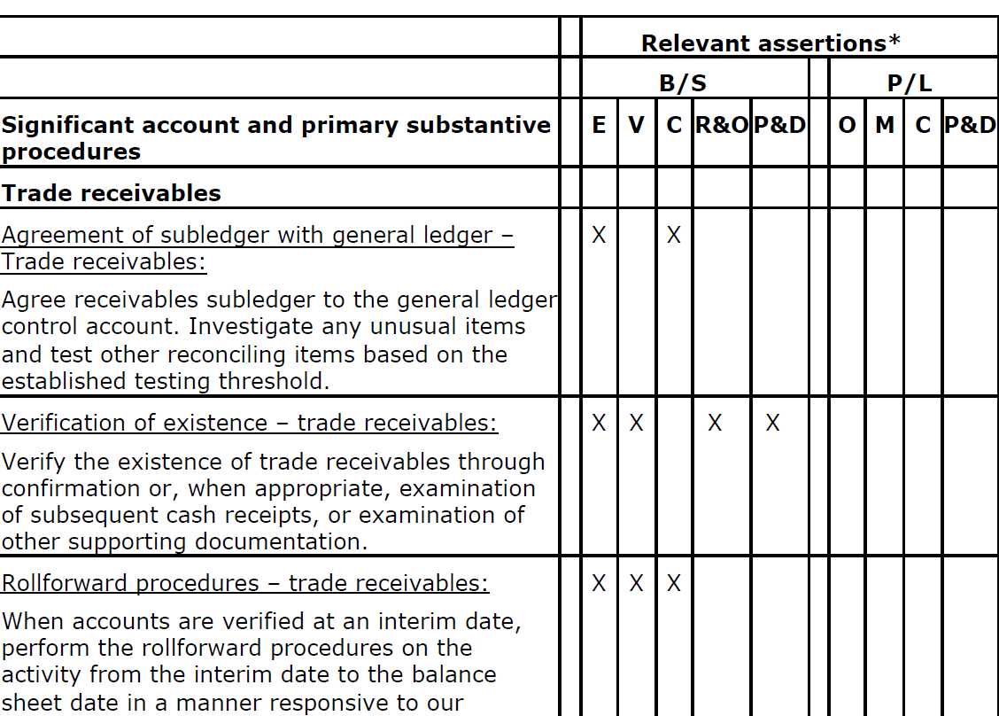 Relevant assertions*
B/S P/L
Significant account and primary substantive E V C R&O P&D O M C P&D
procedures
Trade receivables
Agreement of subledger with general ledger – X X
Trade receivables:
Agree receivables subledger to the general ledger
control account. Investigate any unusual items
and test other reconciling items based on the
established testing threshold.
Verification of existence – trade receivables: X X X X
Verify the existence of trade receivables through
confirmation or, when appropriate, examination
of subsequent cash receipts, or examination of
other supporting documentation.
Rollforward procedures – trade receivables: X X X
When accounts are verified at an interim date,
perform the rollforward procedures on the
activity from the interim date to the balance
sheet date in a manner responsive to our